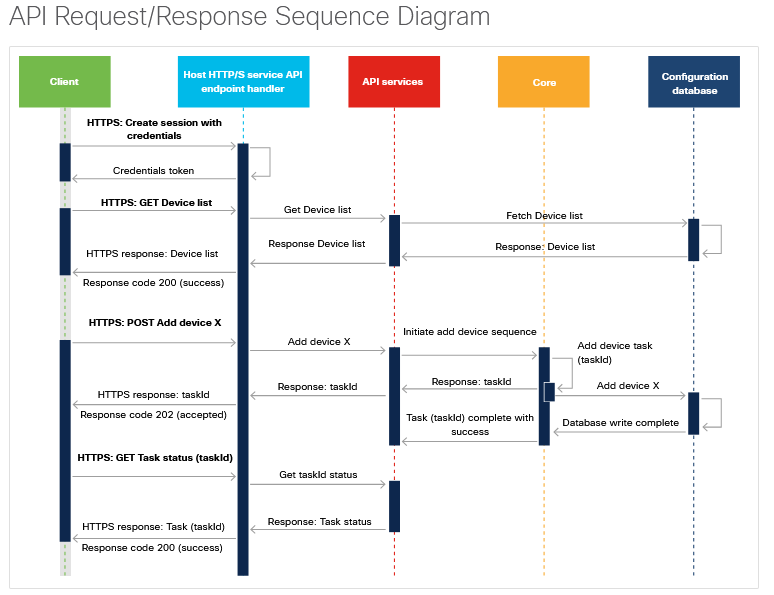 API Request/Response Sequence Diagram
Client
Host HTTP/S service API
endpoint handler
API services
Core
Configuration
database
HTTPS: Create session with
credentials
Credentials token
HTTPS: GET Device list
Get Device list
Fetch Device list
Response Device list
Response: Device list
HTTPS response: Device list
Response code 200 (success)
HTTPS: POST Add device X
Add device X
Initiate add device sequence
Add device task
(taskId)
Response: taskId
Response: taskId
Add device X
HTTPS response: taskId
Response code 202 (accepted)
Task (taskId) complete with
success
Database write complete
HTTPS: GET Task status (taskId)
Get taskId status
Response: Task status
HTTPS response: Task (taskId)
Response code 200 (success)